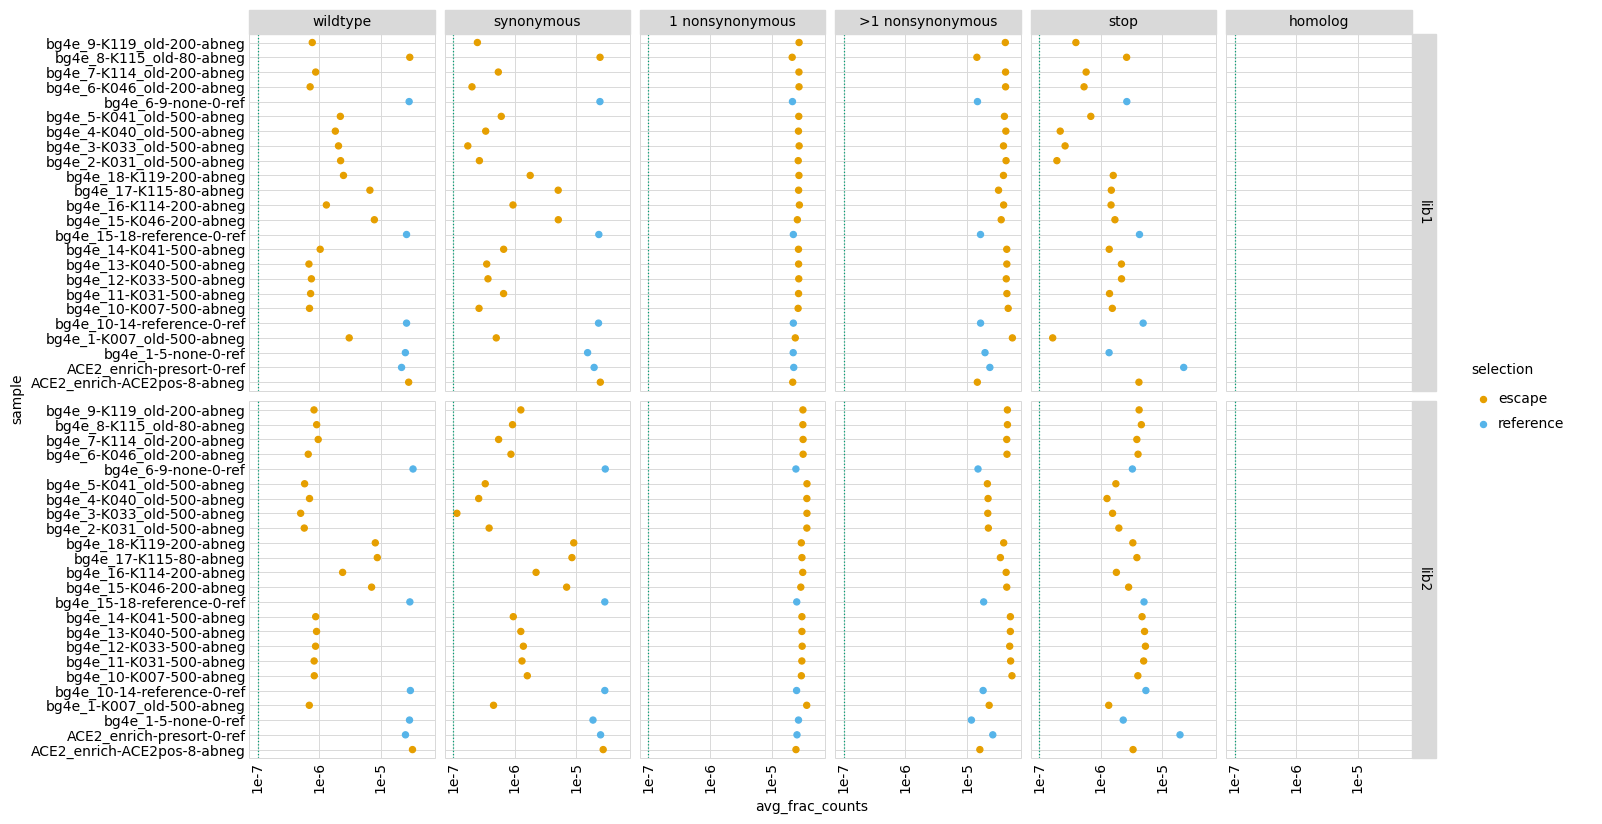 wildtype
synonymous
1 nonsynonymous
>1 nonsynonymous
stop
homolog
bg4e_9-K119_old-200-abneg
bg4e_8-K115_old-80-abneg
bg4e_7-K114_old-200-abneg
bg4e_6-K046_old-200-abneg
bg4e_6-9-none-0-ref
bg4e_5-K041_old-500-abneg
bg4e_4-K040_old-500-abneg
bg4e_3-K033_old-500-abneg
bg4e_2-K031_old-500-abneg
bg4e_18-K119-200-abneg
bg4e_17-K115-80-abneg
bg4e_16-K114-200-abneg
bg4e_15-K046-200-abneg
bg4e_15-18-reference-0-ref
bg4e_14-K041-500-abneg
bg4e_13-K040-500-abneg
bg4e_12-K033-500-abneg
bg4e_11-K031-500-abneg
bg4e_10-K007-500-abneg
bg4e_10-14-reference-0-ref
bg4e_1-K007_old-500-abneg
bg4e_1-5-none-0-ref
ACE2_enrich-presort-0-ref
ACE2_enrich-ACE2pos-8-abneg
lib1
sample
bg4e_9-K119_old-200-abneg
bg4e_8-K115_old-80-abneg
bg4e_7-K114_old-200-abneg
bg4e_6-K046_old-200-abneg
bg4e_6-9-none-0-ref
bg4e_5-K041_old-500-abneg
bg4e_4-K040_old-500-abneg
bg4e_3-K033_old-500-abneg
bg4e_2-K031_old-500-abneg
bg4e_18-K119-200-abneg
bg4e_17-K115-80-abneg
bg4e_16-K114-200-abneg
bg4e_15-K046-200-abneg
bg4e_15-18-reference-0-ref
bg4e_14-K041-500-abneg
bg4e_13-K040-500-abneg
bg4e_12-K033-500-abneg
bg4e_11-K031-500-abneg
bg4e_10-K007-500-abneg
bg4e_10-14-reference-0-ref
bg4e_1-K007_old-500-abneg
bg4e_1-5-none-0-ref
ACE2_enrich-presort-0-ref
ACE2_enrich-ACE2pos-8-abneg
lib2
1e-7
1e-6
1e-5
1e-7
1e-6
1e-5
1e-7
1e-6
1e-5
1e-7
1e-6
1e-5
1e-7
1e-6
1e-5
1e-7
1e-6
1e-5
avg_frac_counts
selection
escape
reference